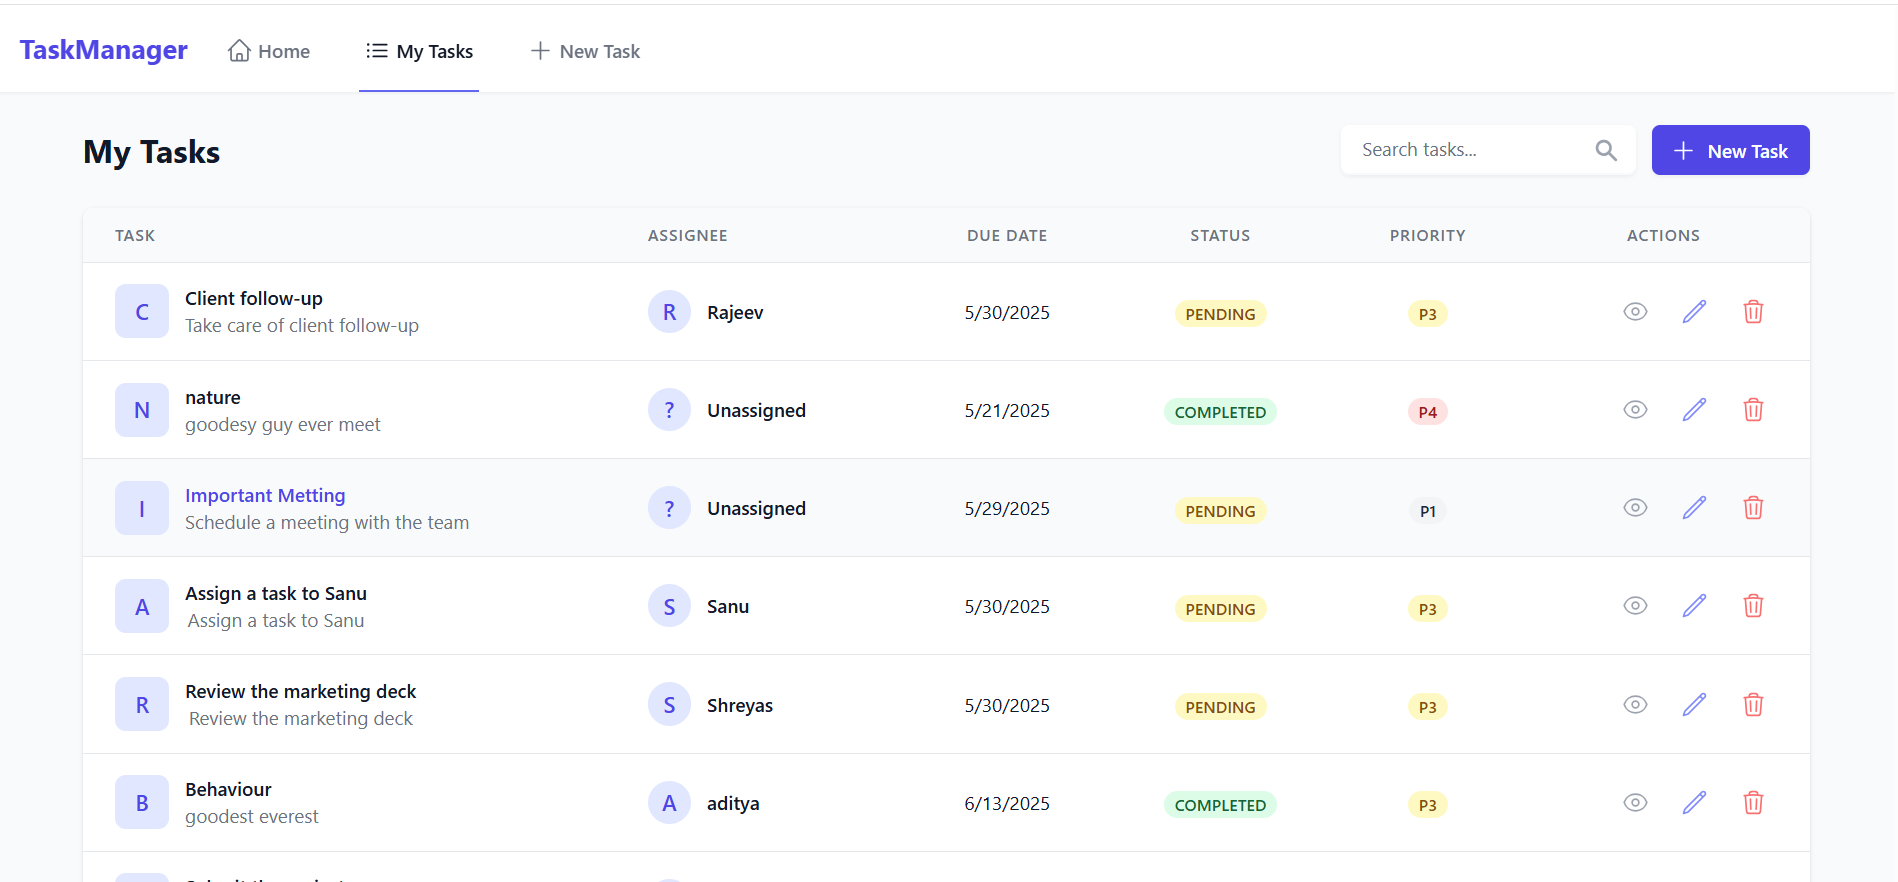 TaskManager Home My Tasks New Task
My Tasks Search tasks... New Task
TASK ASSIGNEE DUE DATE STATUS PRIORITY ACTIONS
C Client follow-up R Rajeev 5/30/2025 PENDING P3
Take care of client follow-up
N nature ? Unassigned 5/21/2025 COMPLETED P4
goodesy guy ever meet
I Important Metting ? Unassigned 5/29/2025 PENDING P1
Schedule a meeting with the team
A Assign a task to Sanu S Sanu 5/30/2025 PENDING P3
Assign a task to Sanu
R Review the marketing deck S Shreyas 5/30/2025 PENDING P3
Review the marketing deck
B Behaviour A aditya 6/13/2025 COMPLETED P3
goodest everest